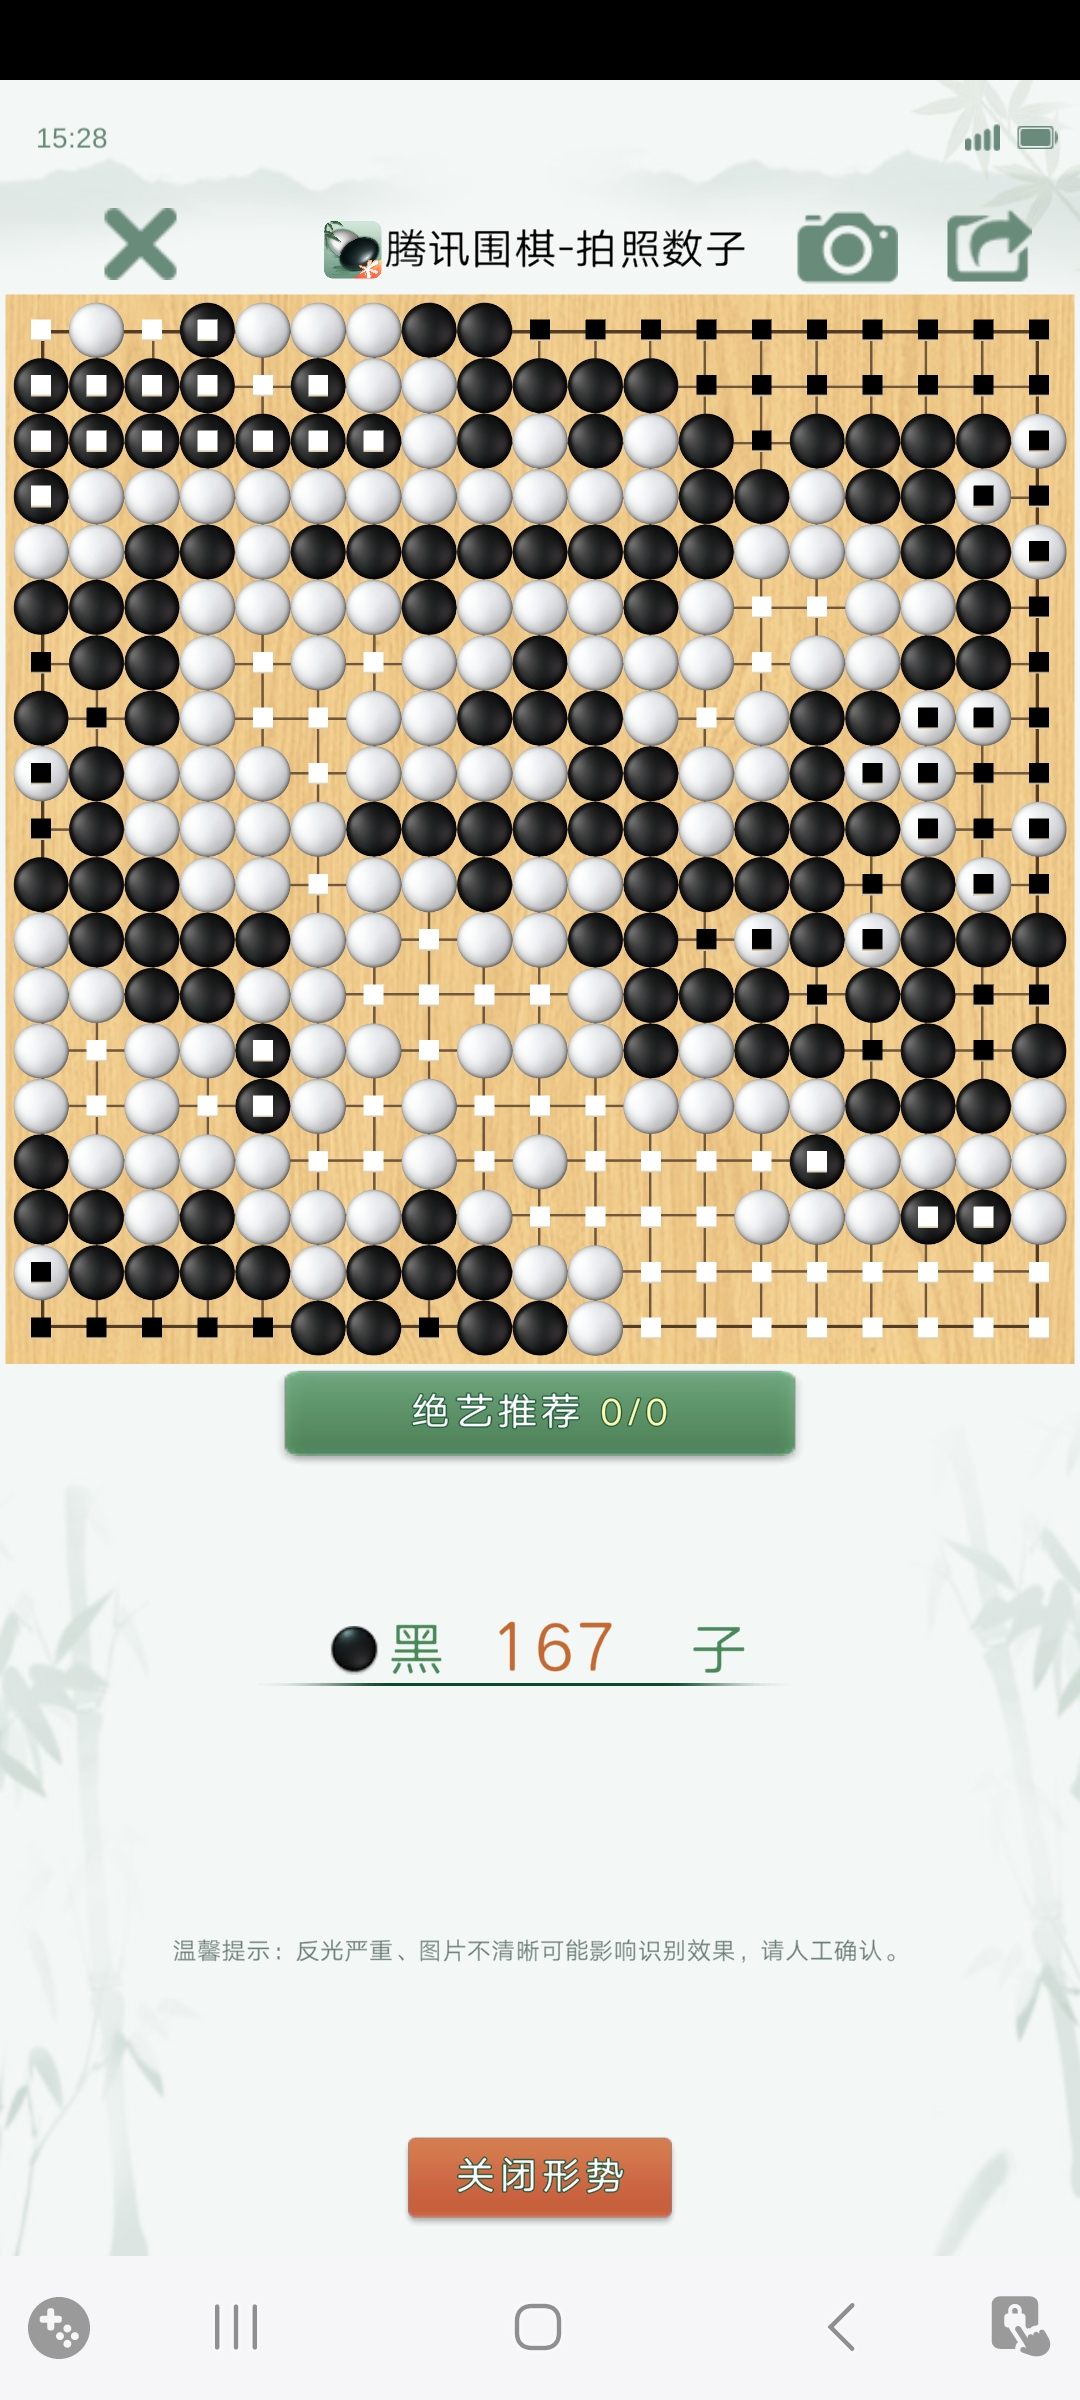 15:28
腾讯围棋-拍照数子
绝艺推荐 0/0
黑 167 子
温馨提示：反光严重、图片不清晰可能影响识别效果，请人工确认。
关闭形势